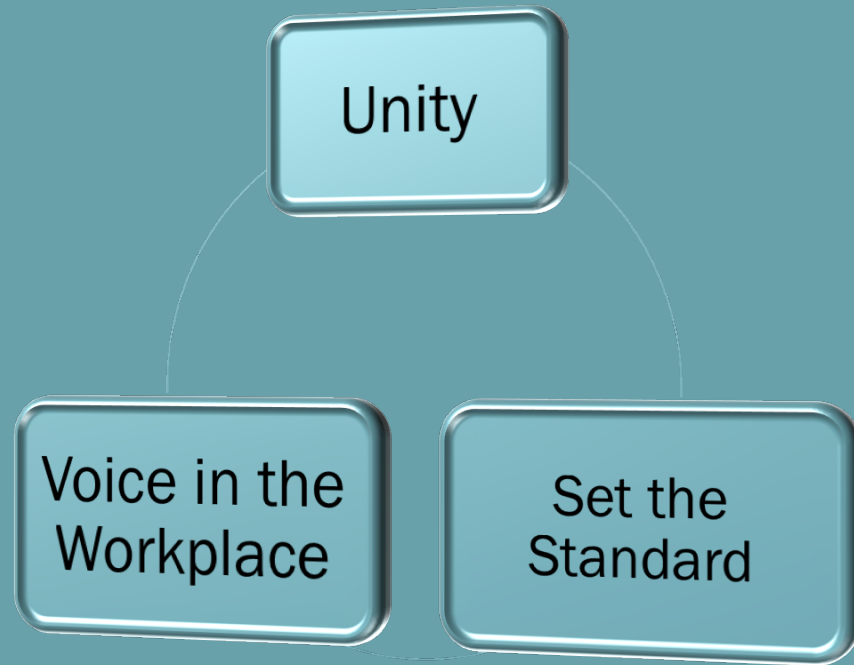 Unity
Voice in the
Workplace
Set the
Standard